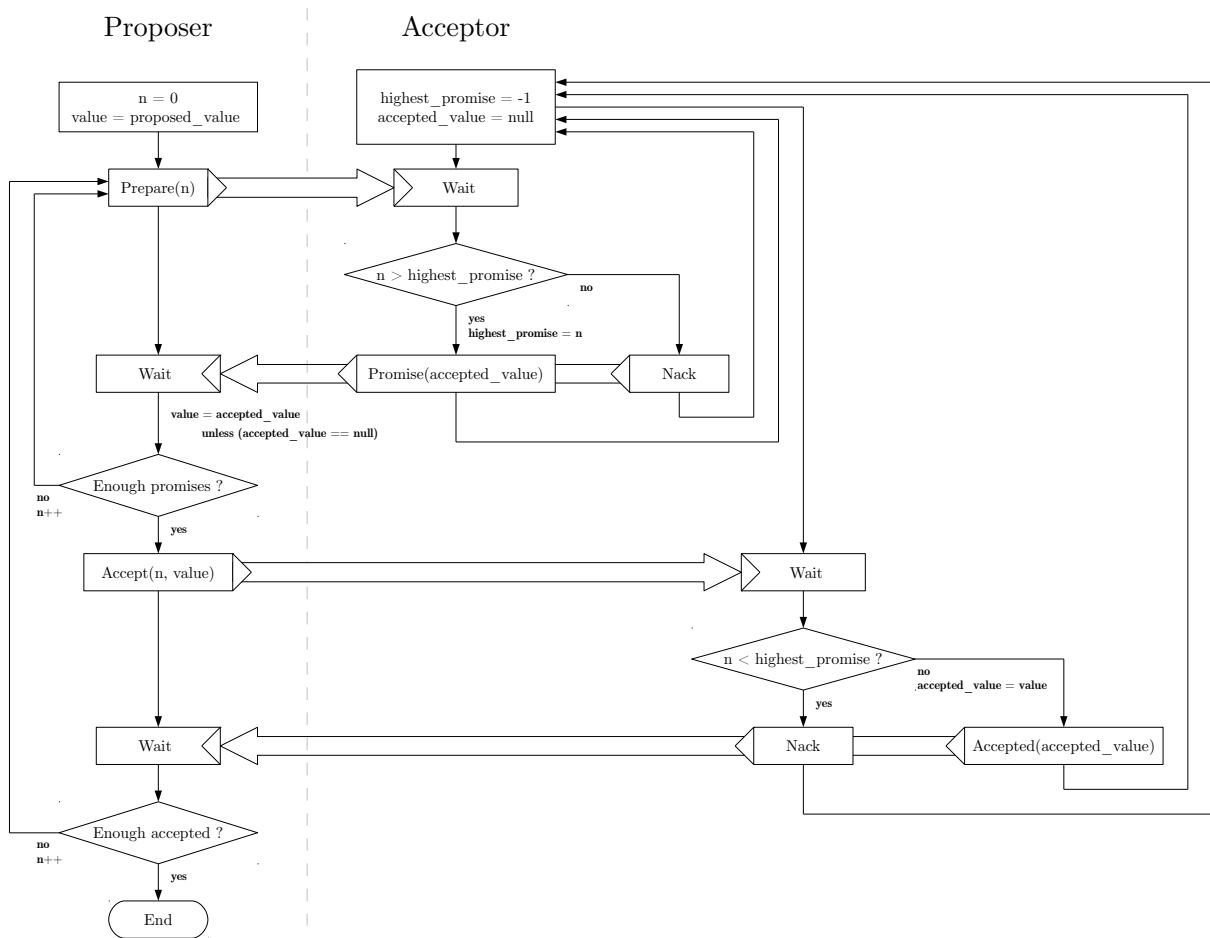 Proposer
Acceptor
n = 0
value = proposed_value
highest_promise = -1
accepted_value = null
Prepare(n)
Wait
n > highest_promise ?
no
yes
highest_promise = n
Wait
Promise(accepted_value)
Nack
value = accepted_value
unless (accepted_value == null)
Enough promises ?
no
n++
yes
Accept(n, value)
Wait
n < highest_promise ?
no
accepted_value = value
yes
Wait
Nack
Accepted(accepted_value)
Enough accepted ?
no
n++
yes
End